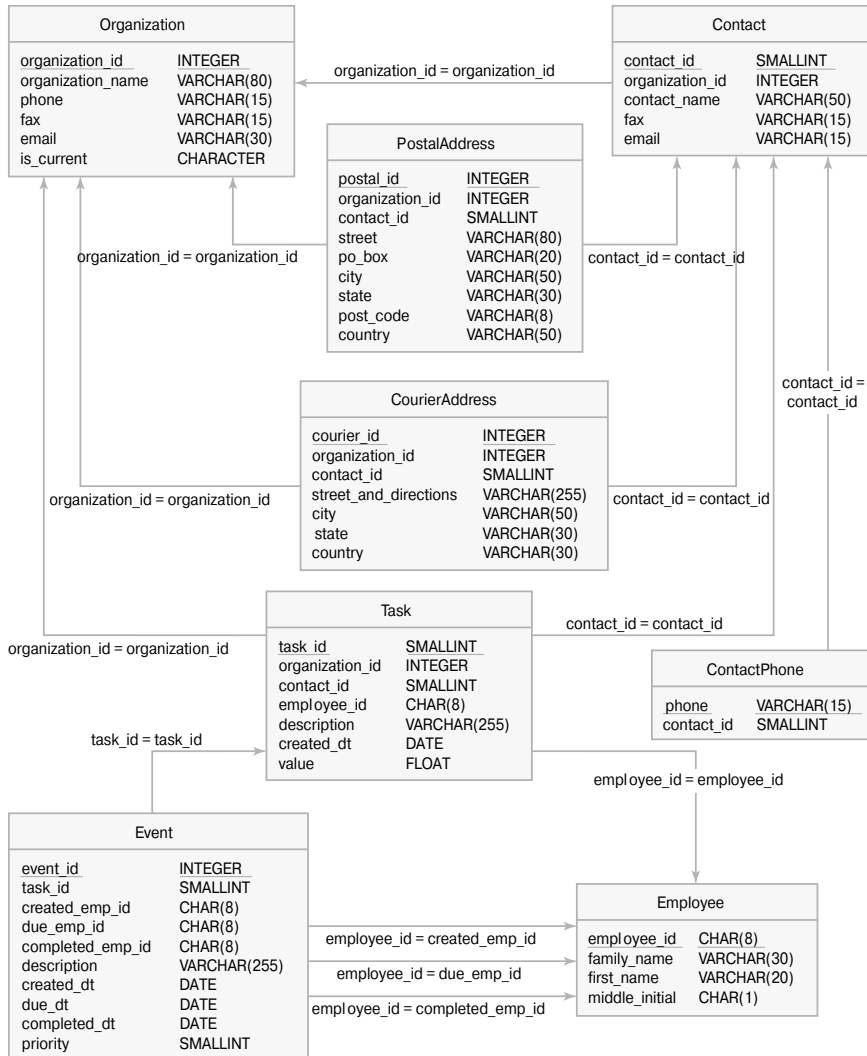 Organization
organization_id INTEGER
organization_name VARCHAR(80)
phone VARCHAR(15)
fax VARCHAR(15)
email VARCHAR(30)
is_current CHARACTER
organization_id = organization_id
Contact
contact_id SMALLINT
organization_id INTEGER
contact_name VARCHAR(50)
fax VARCHAR(15)
email VARCHAR(15)
PostalAddress
postal_id INTEGER
organization_id INTEGER
contact_id SMALLINT
street VARCHAR(80)
po_box VARCHAR(20)
city VARCHAR(50)
state VARCHAR(30)
post_code VARCHAR(8)
country VARCHAR(50)
organization_id = organization_id
contact_id = contact_id
contact_id =
contact_id
CourierAddress
courier_id INTEGER
organization_id INTEGER
contact_id SMALLINT
street_and_directions VARCHAR(255)
city VARCHAR(50)
state VARCHAR(30)
country VARCHAR(30)
organization_id = organization_id
contact_id = contact_id
Task
task_id SMALLINT
organization_id INTEGER
contact_id SMALLINT
employee_id CHAR(8)
description VARCHAR(255)
created_dt DATE
value FLOAT
organization_id = organization_id
contact_id = contact_id
ContactPhone
phone VARCHAR(15)
contact_id SMALLINT
task_id = task_id
employee_id = employee_id
Event
event_id INTEGER
task_id SMALLINT
created_emp_id CHAR(8)
due_emp_id CHAR(8)
completed_emp_id CHAR(8)
description VARCHAR(255)
created_dt DATE
due_dt DATE
completed_dt DATE
priority SMALLINT
employee_id = created_emp_id
employee_id = due_emp_id
employee_id = completed_emp_id
Employee
employee_id CHAR(8)
family_name VARCHAR(30)
first_name VARCHAR(20)
middle_initial CHAR(1)